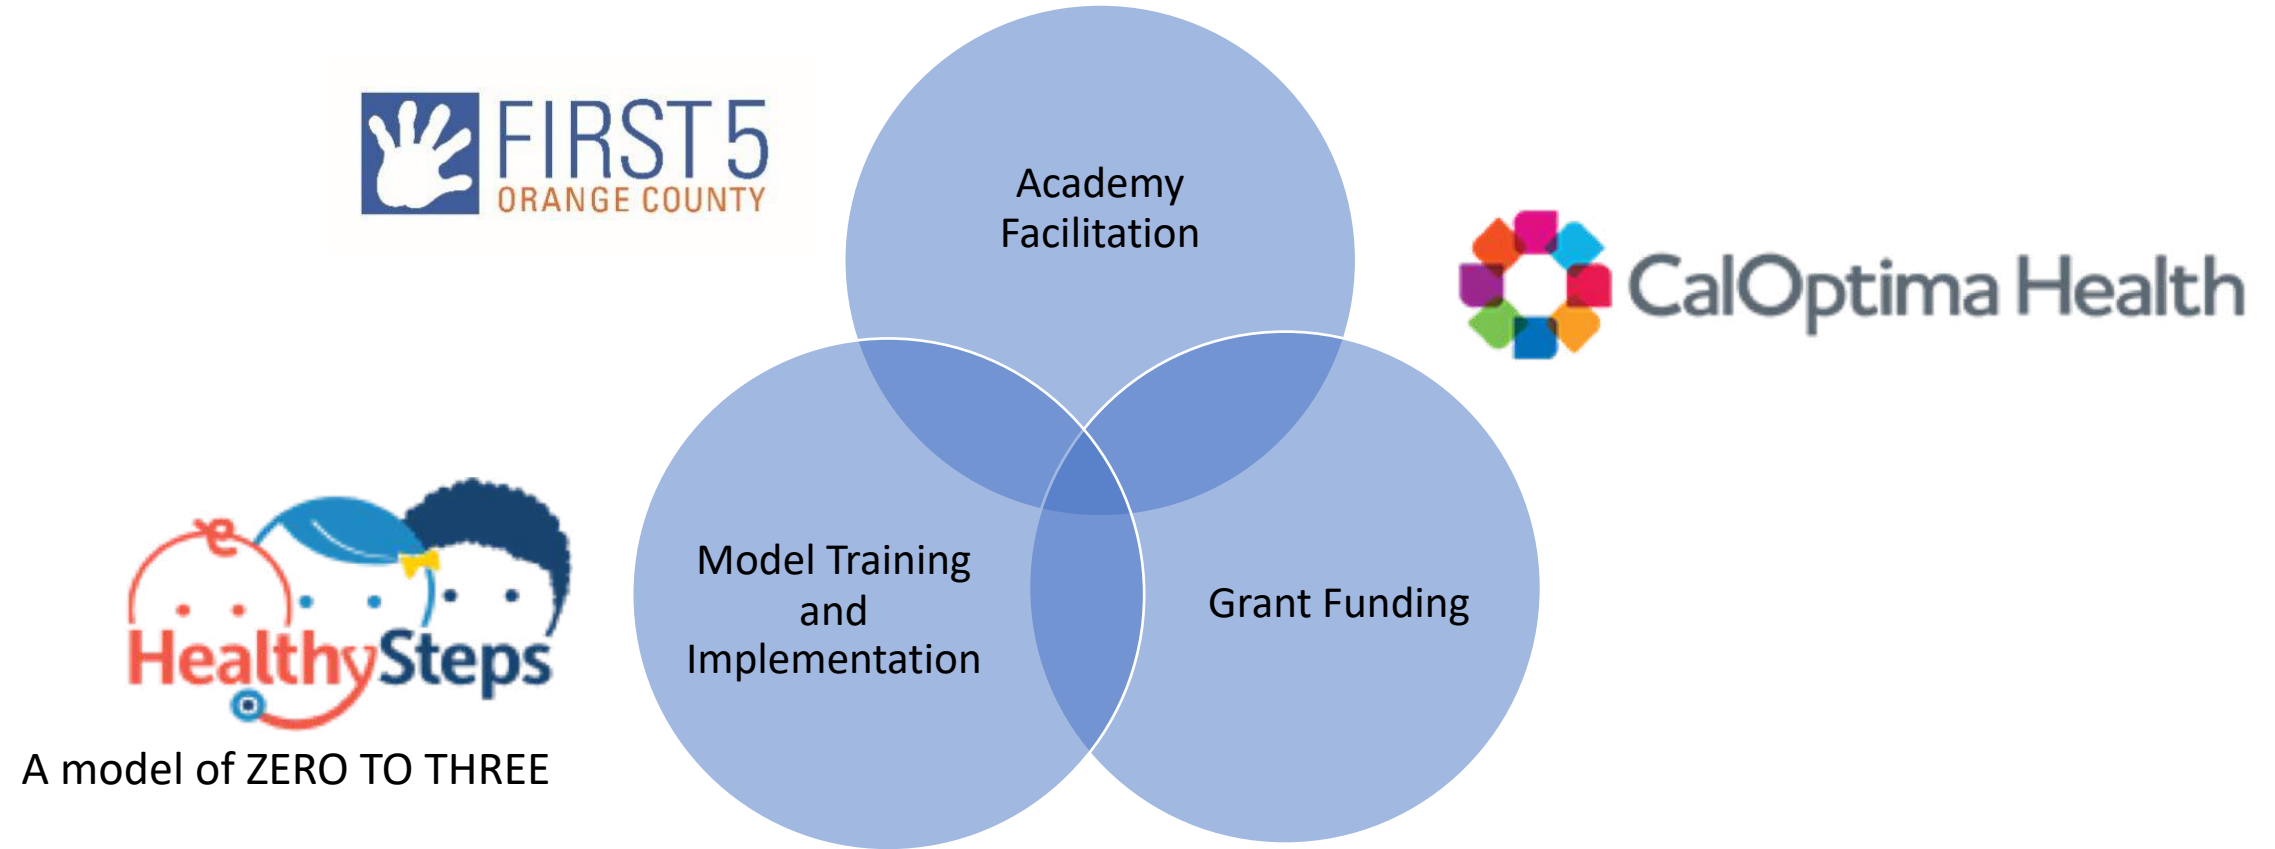 FIRST 5
ORANGE COUNTY
Academy
Facilitation
CalOptima Health
HealthySteps
A model of ZERO TO THREE
Model Training
and
Implementation
Grant Funding